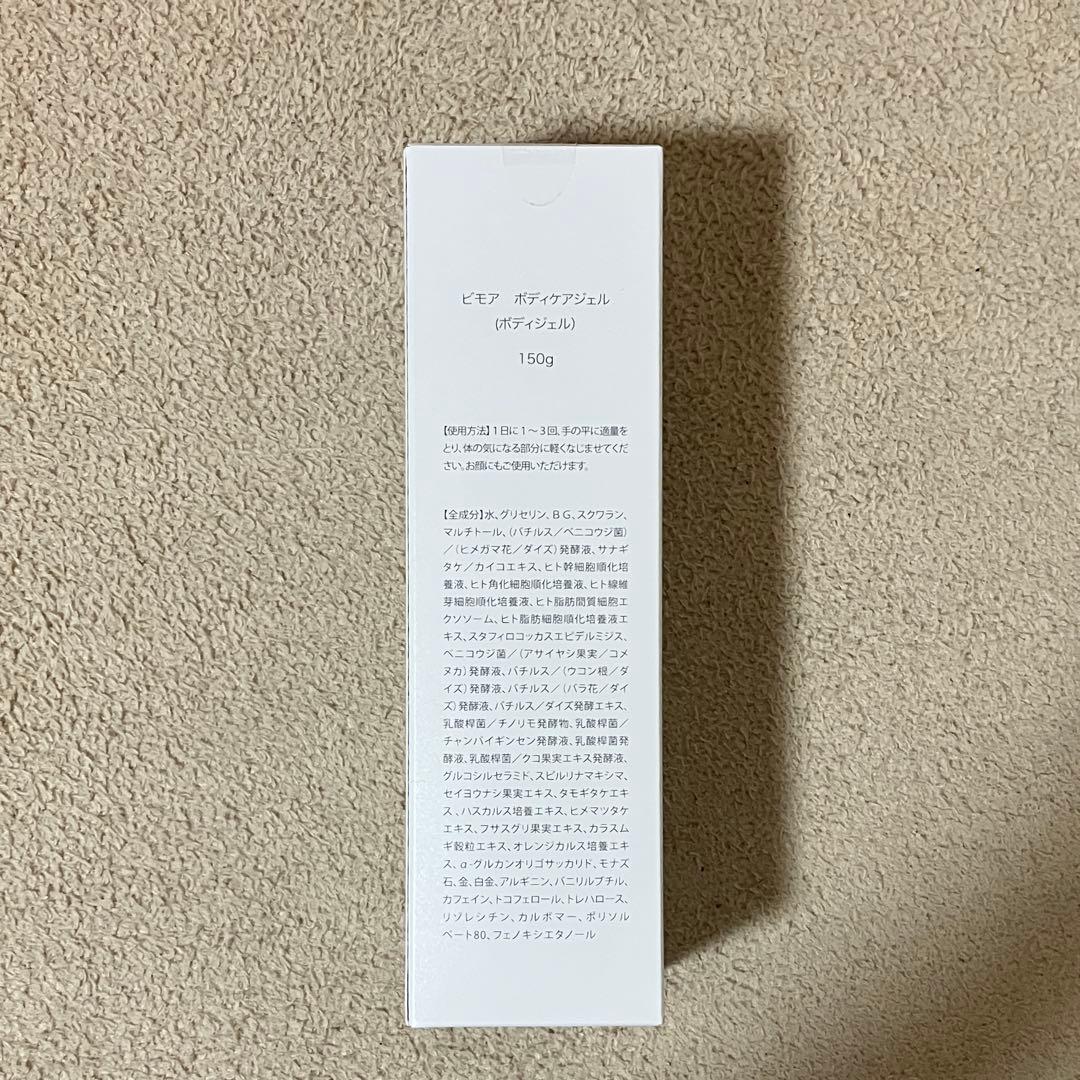 ビモア　ボディケアジェル
(ボディジェル)
150g
【使用方法】1日に1～3回、手の平に適量を
とり、体の気になる部分に軽くなじませてくだ
さい。お顔にもご使用いただけます。
【全成分】水、グリセリン、ＢＧ、スクワラン、
マルチトール、(バチルス／ベニコウジ菌)
／(ヒメガマ花／ダイズ)発酵液、サナギ
タケ／カイコエキス、ヒト幹細胞順化培
養液、ヒト角化細胞順化培養液、ヒト線維
芽細胞順化培養液、ヒト脂肪間質細胞エ
クソソーム、ヒト脂肪細胞順化培養液エ
キス、スタフィロコッカスエピデルミジス、
ベニコウジ菌／(アサイヤシ果実／コメ
ヌカ)発酵液、バチルス／(ウコン根／ダ
イズ)発酵液、バチルス／(バラ花／ダイ
ズ)発酵液、バチルス／ダイズ発酵エキス、
乳酸桿菌／チノリモ発酵物、乳酸桿菌／
チャンバイギンセン発酵液、乳酸桿菌発
酵液、乳酸桿菌／クコ果実エキス発酵液、
グルコシルセラミド、スピルリナマキシマ、
セイヨウナシ果実エキス、タモギタケエキ
ス、ハスカルス培養エキス、ヒメマツタケ
エキス、フサスグリ果実エキス、カラスム
ギ穀粒エキス、オレンジカルス培養エキ
ス、α-グルカンオリゴサッカリド、モナズ
石、金、白金、アルギニン、バニリルブチル、
カフェイン、トコフェロール、トレハロース、
リゾレシチン、カルボマー、ポリソル
ベート80、フェノキシエタノール